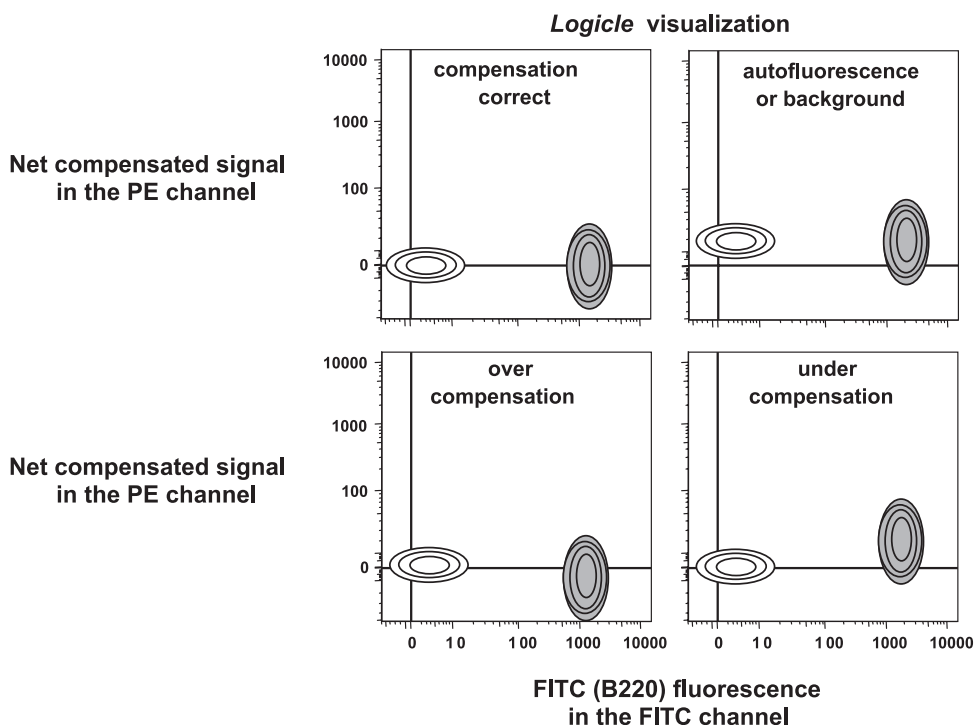 Logicle visualization
compensation
correct
autofluorescence
or background
10000
1000
100
0
Net compensated signal
in the PE channel
over
compensation
under
compensation
10000
1000
100
0
Net compensated signal
in the PE channel
0 10 100 1000 10000
0 10 100 1000 10000
FITC (B220) fluorescence
in the FITC channel